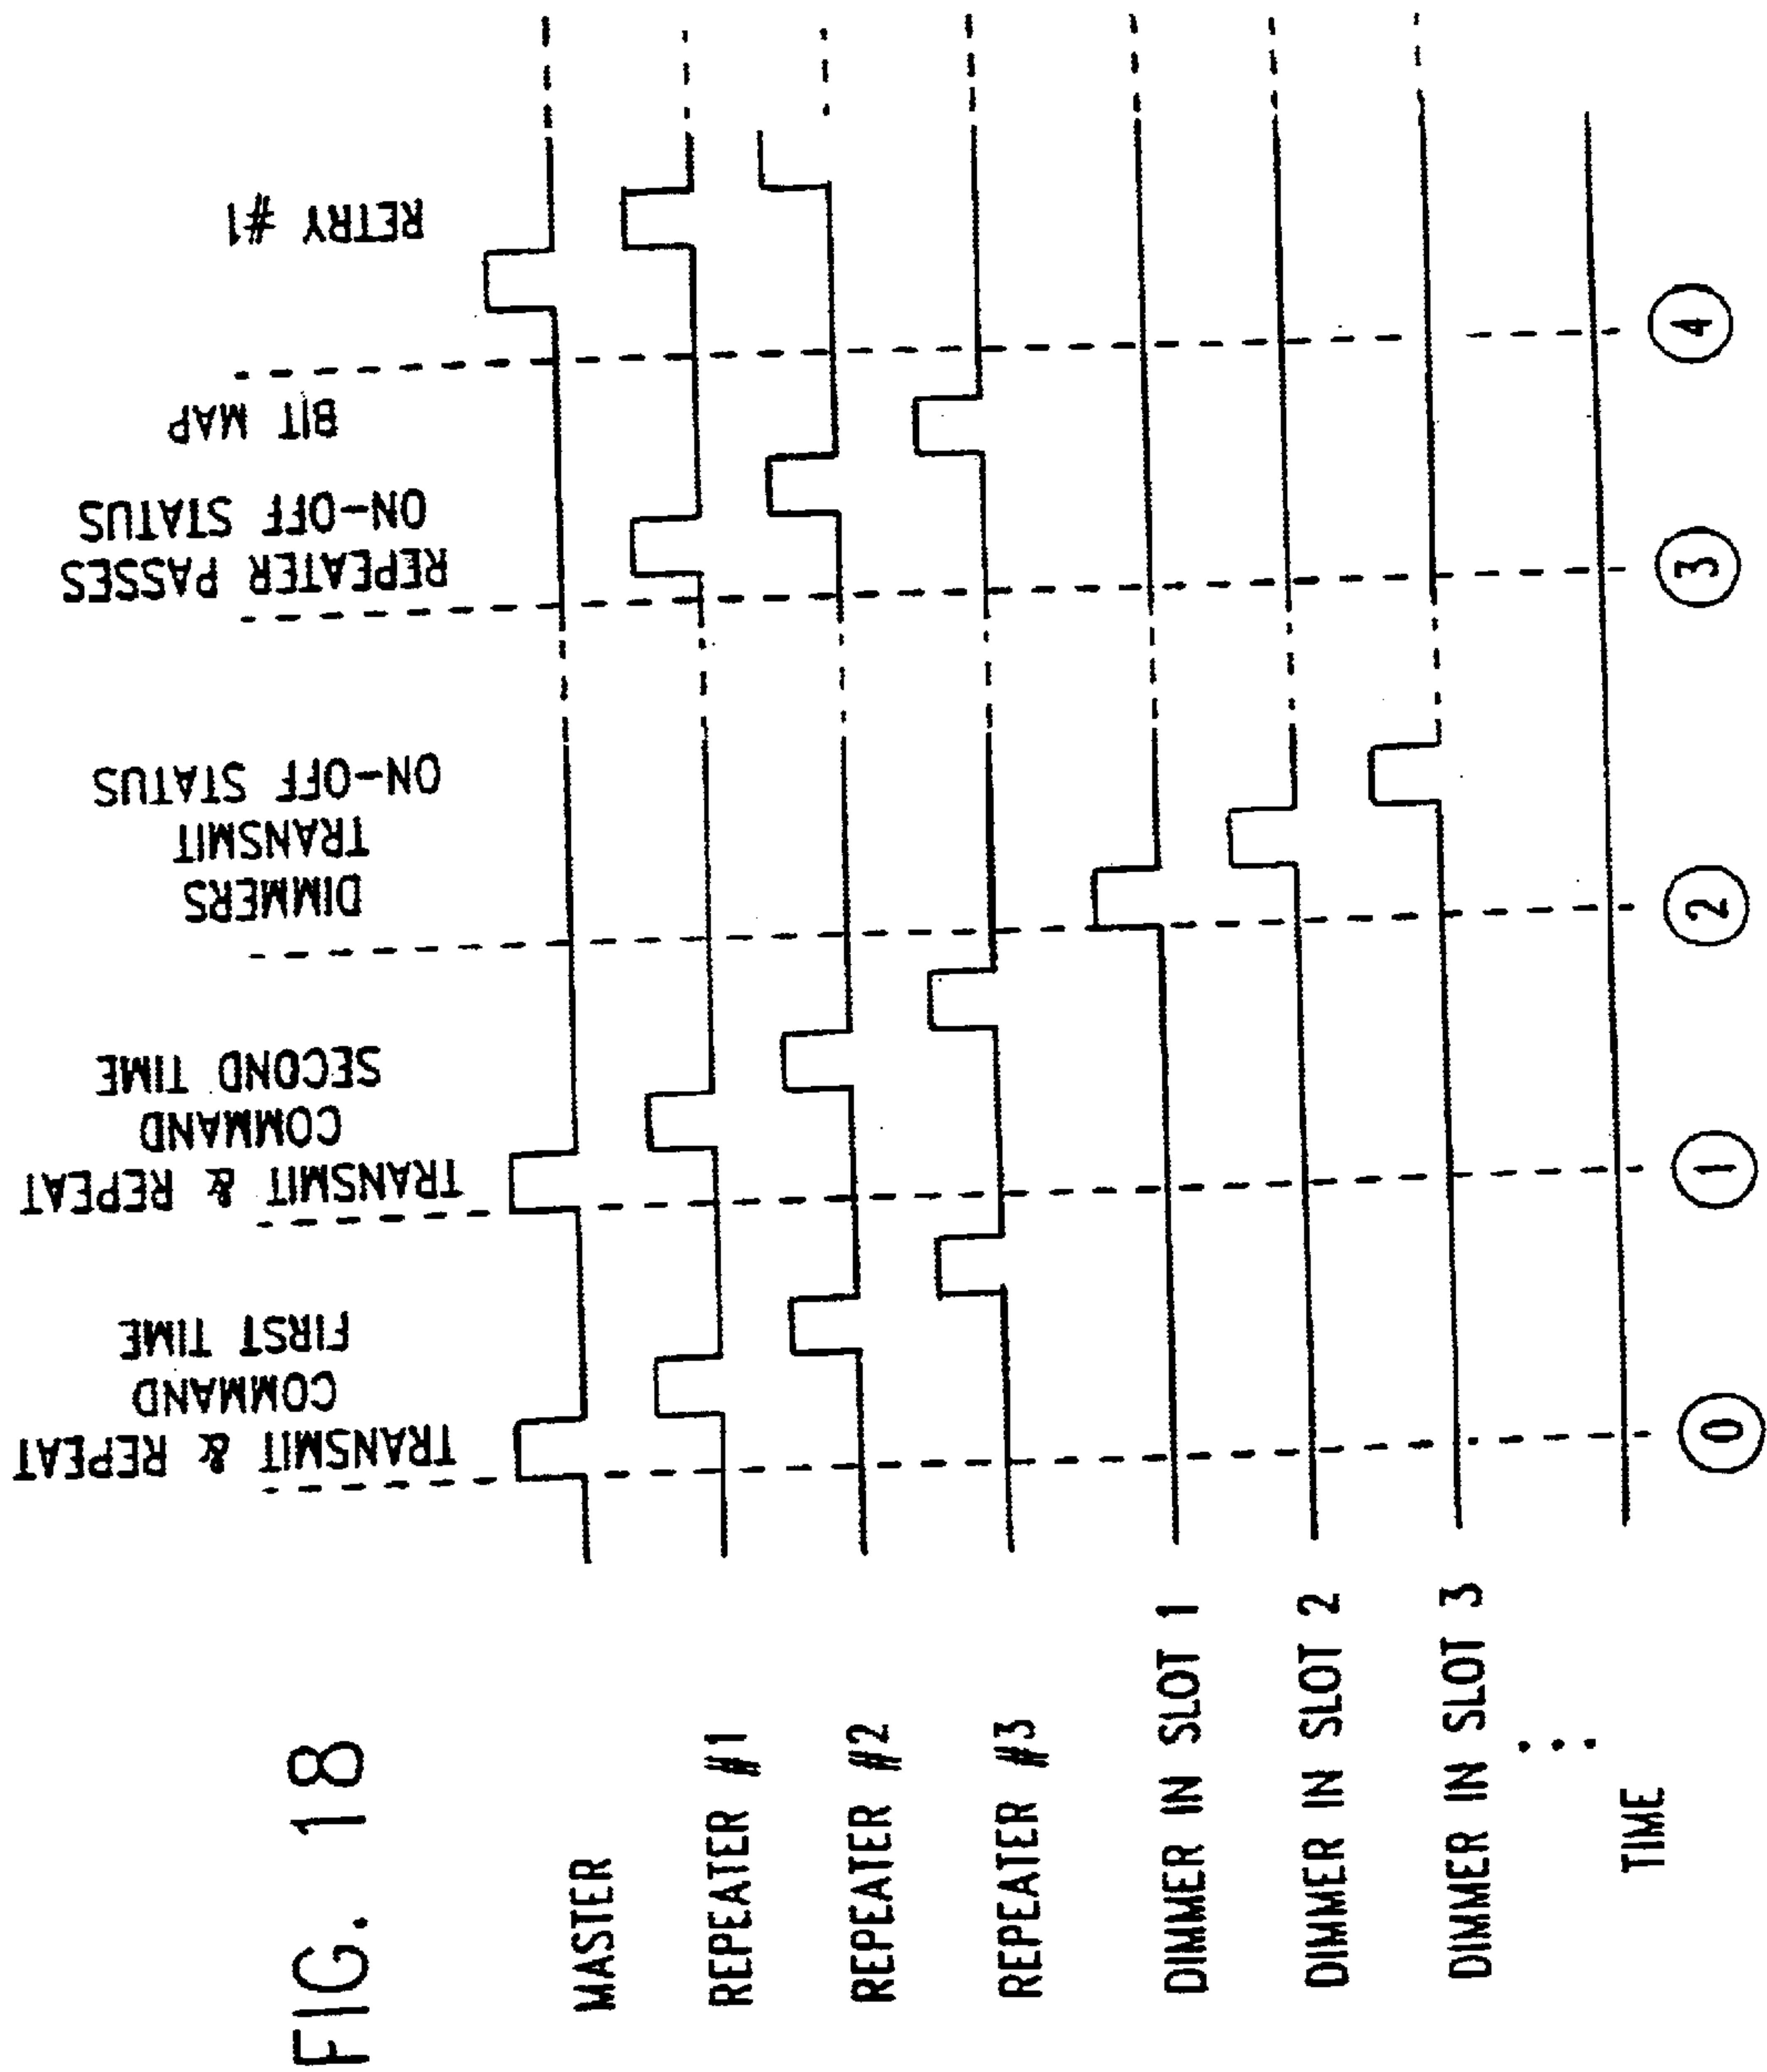 FIG. 18
TRANSMIT & REPEAT
COMMAND
FIRST TIME
TRANSMIT & REPEAT
COMMAND
SECOND TIME
DIMMERS
TRANSMIT
ON-OFF STATUS
REPEATER PASSES
ON-OFF STATUS
BIT MAP
RETRY #1
MASTER
REPEATER #1
REPEATER #2
REPEATER #3
DIMMER IN SLOT 1
DIMMER IN SLOT 2
DIMMER IN SLOT 3
TIME
0
1
2
3
4